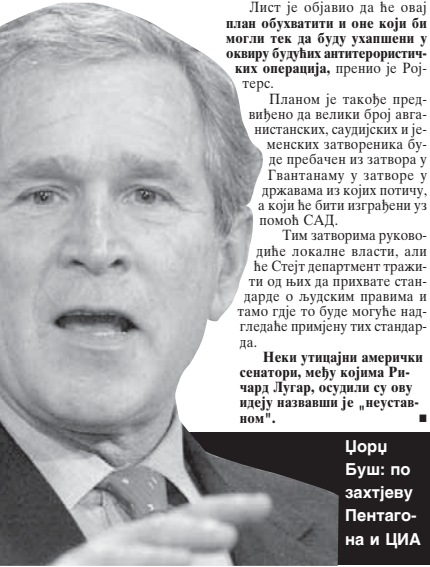 Лист је објавио да ће овај
план обухватити и оне који би
могли тек да буду ухапшени у
оквиру будућих антитерористич-
ких операција, пренио је Рој-
терс.
Планом је такође пред-
виђено да велики број авга-
нистанских, саудијских и је-
менских затвореника бу-
де пребачен из затвора у
Гвантанаму у затворе у
државама из којих потичу,
а који ће бити изграђени уз
помоћ САД.
Тим затворима руково-
диће локалне власти, али
ће Стејт департмент тражи-
ти од њих да прихвате стан-
дарде о људским правима и
тамо гдје то буде могуће над-
гледаће примјену тих стандар-
да.
Неки утицајни амерички
сенатори, међу којима Ри-
чард Лугар, осудили су ову
идеју назвавши је „неустав-
ном".
Џорџ
Буш: по
захтјеву
Пентаго-
на и ЦИА